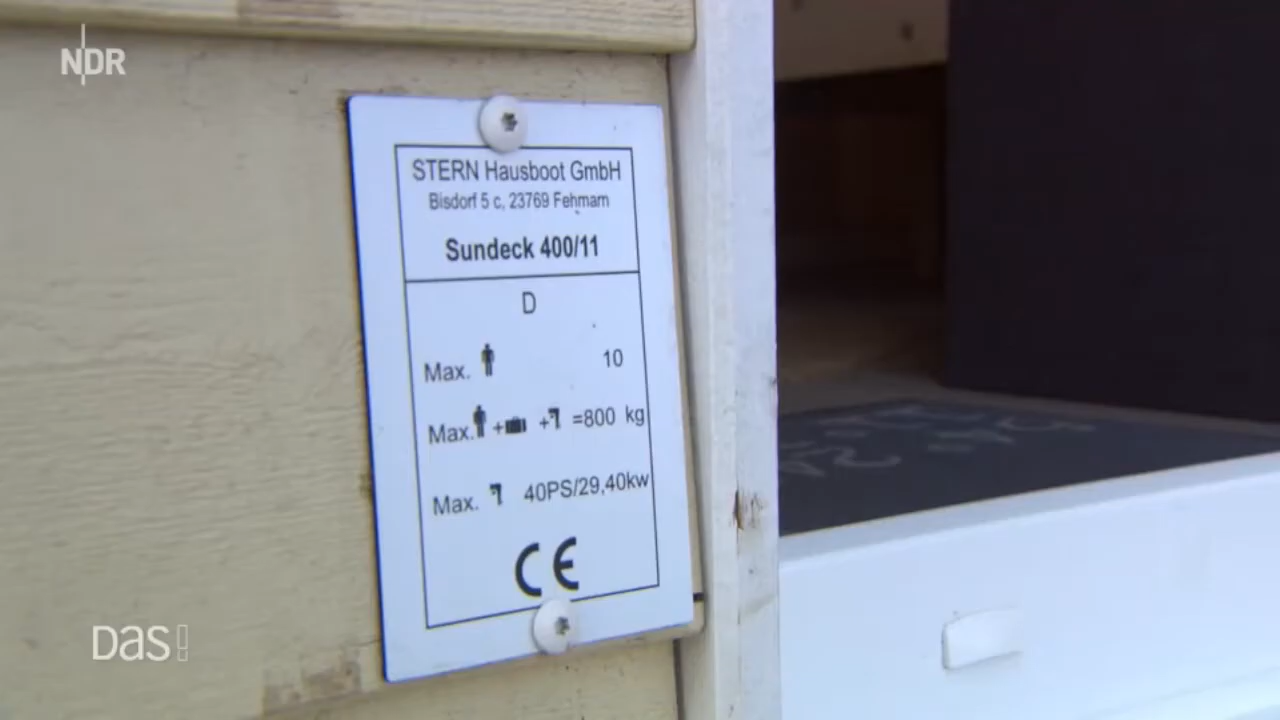 NDR
STERN Hausboot GmbH
Bisdorf 5 c, 23769 Fehmarn
Sundeck 400/11
D
Max. 10
Max. + + =800 kg
Max. 40PS/29,40kw
CE
DAS!